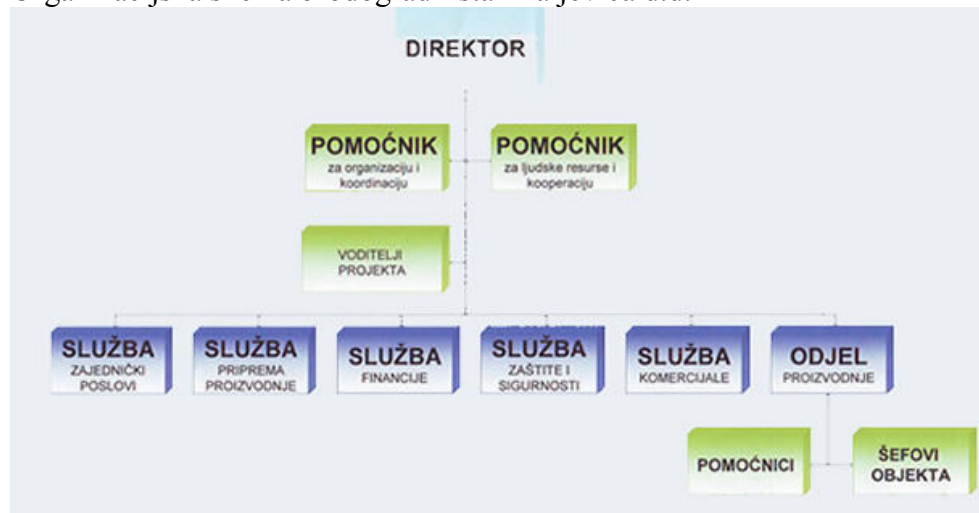 DIREKTOR
POMOĆNIK
za organizaciju i
koordinaciju
POMOĆNIK
za ljudske resurse i
kooperaciju
VODITELJI
PROJEKTA
SLUŽBA
ZAJEDNIČKI
POSLOVI
SLUŽBA
PRIPREMA
PROIZVODNJE
SLUŽBA
FINANCIJE
SLUŽBA
ZAŠTITE I
SIGURNOSTI
SLUŽBA
KOMERCIJALE
ODJEL
PROIZVODNJE
POMOĆNICI
ŠEFOVI
OBJEKTA